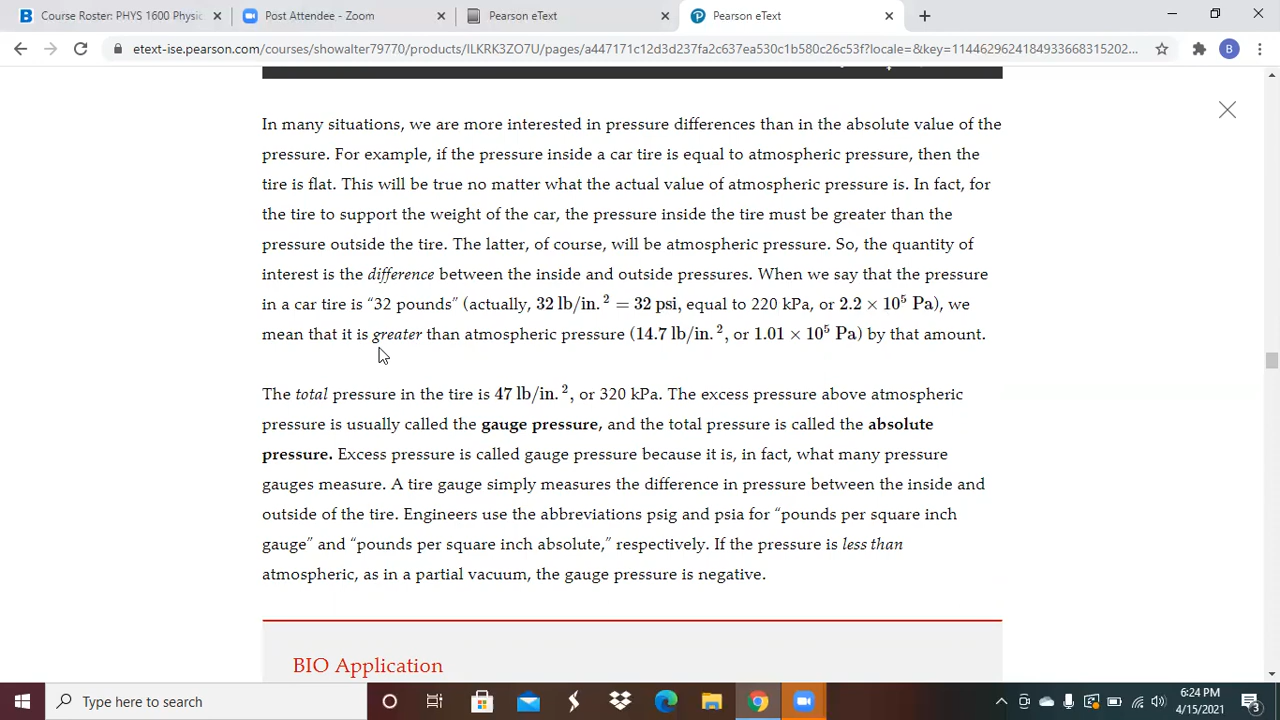 Course Roster: PHYS 1600 Physic
Post Attendee - Zoom
Pearson eText
Pearson eText
etext-ise.pearson.com/courses/showalter79770/products/ILKRK3ZO7U/pages/a447171c12d3d237fa2c637ea530c1b580c26c53f?locale=&key=11446296241849336683152​02...
B
In many situations, we are more interested in pressure differences than in the absolute value of the
pressure. For example, if the pressure inside a car tire is equal to atmospheric pressure, then the
tire is flat. This will be true no matter what the actual value of atmospheric pressure is. In fact, for
the tire to support the weight of the car, the pressure inside the tire must be greater than the
pressure outside the tire. The latter, of course, will be atmospheric pressure. So, the quantity of
interest is the difference between the inside and outside pressures. When we say that the pressure
in a car tire is “32 pounds” (actually, 32 lb/in.² = 32 psi, equal to 220 kPa, or 2.2 × 10⁵ Pa), we
mean that it is greater than atmospheric pressure (14.7 lb/in.², or 1.01 × 10⁵ Pa) by that amount.
The total pressure in the tire is 47 lb/in.², or 320 kPa. The excess pressure above atmospheric
pressure is usually called the gauge pressure, and the total pressure is called the absolute
pressure. Excess pressure is called gauge pressure because it is, in fact, what many pressure
gauges measure. A tire gauge simply measures the difference in pressure between the inside and
outside of the tire. Engineers use the abbreviations psig and psia for “pounds per square inch
gauge” and “pounds per square inch absolute,” respectively. If the pressure is less than
atmospheric, as in a partial vacuum, the gauge pressure is negative.
BIO Application
Type here to search
6:24 PM
4/15/2021
3